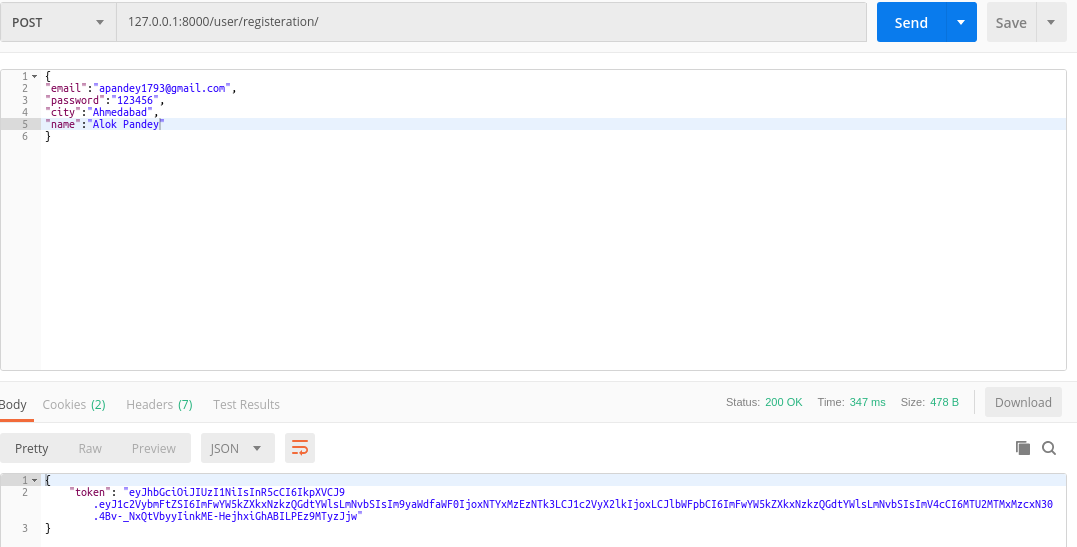 POST 127.0.0.1:8000/user/registeration/ Send Save
1 {
2 "email":"apandey1793@gmail.com",
3 "password":"123456",
4 "city":"Ahmedabad",
5 "name":"Alok Pandey"
6 }
Body Cookies (2) Headers (7) Test Results Status: 200 OK Time: 347 ms Size: 478 B Download
Pretty Raw Preview JSON
1 {
2 "token": "eyJhbGciOiJIUzI1NiIsInR5cCI6IkpXVCJ9
.eyJ1c2VybmFtZSI6ImFwYW5kZXkxNzkzQGdtYWlsLmNvbSIsIm9yaWdfaWF0IjoxNTYxMzEzNTk3LCJ1c2VyX2lkIjoxLCJlbWFpbCI6ImFwYW5kZXkxNzkzQGdtYWlsLmNvbSIsImV4cCI6MTU2MTMxMzcxN30
.4Bv-_NxQtVbyyIinkME-HejhxiGhABILPEz9MTyzJjw"
3 }